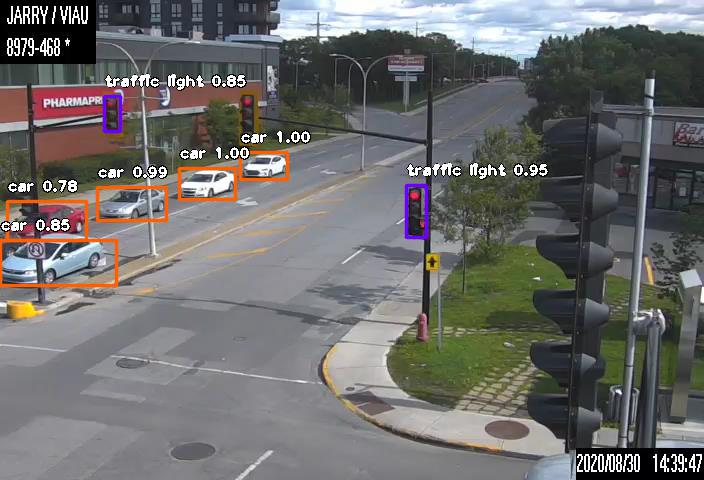 JARRY / VIAU
8979-468 *
traffic light 0.85
PHARMAPR
car 1.00
car 1.00
car 0.99
car 0.78
car 0.85
traffic light 0.95
2020/08/30 14:39:47